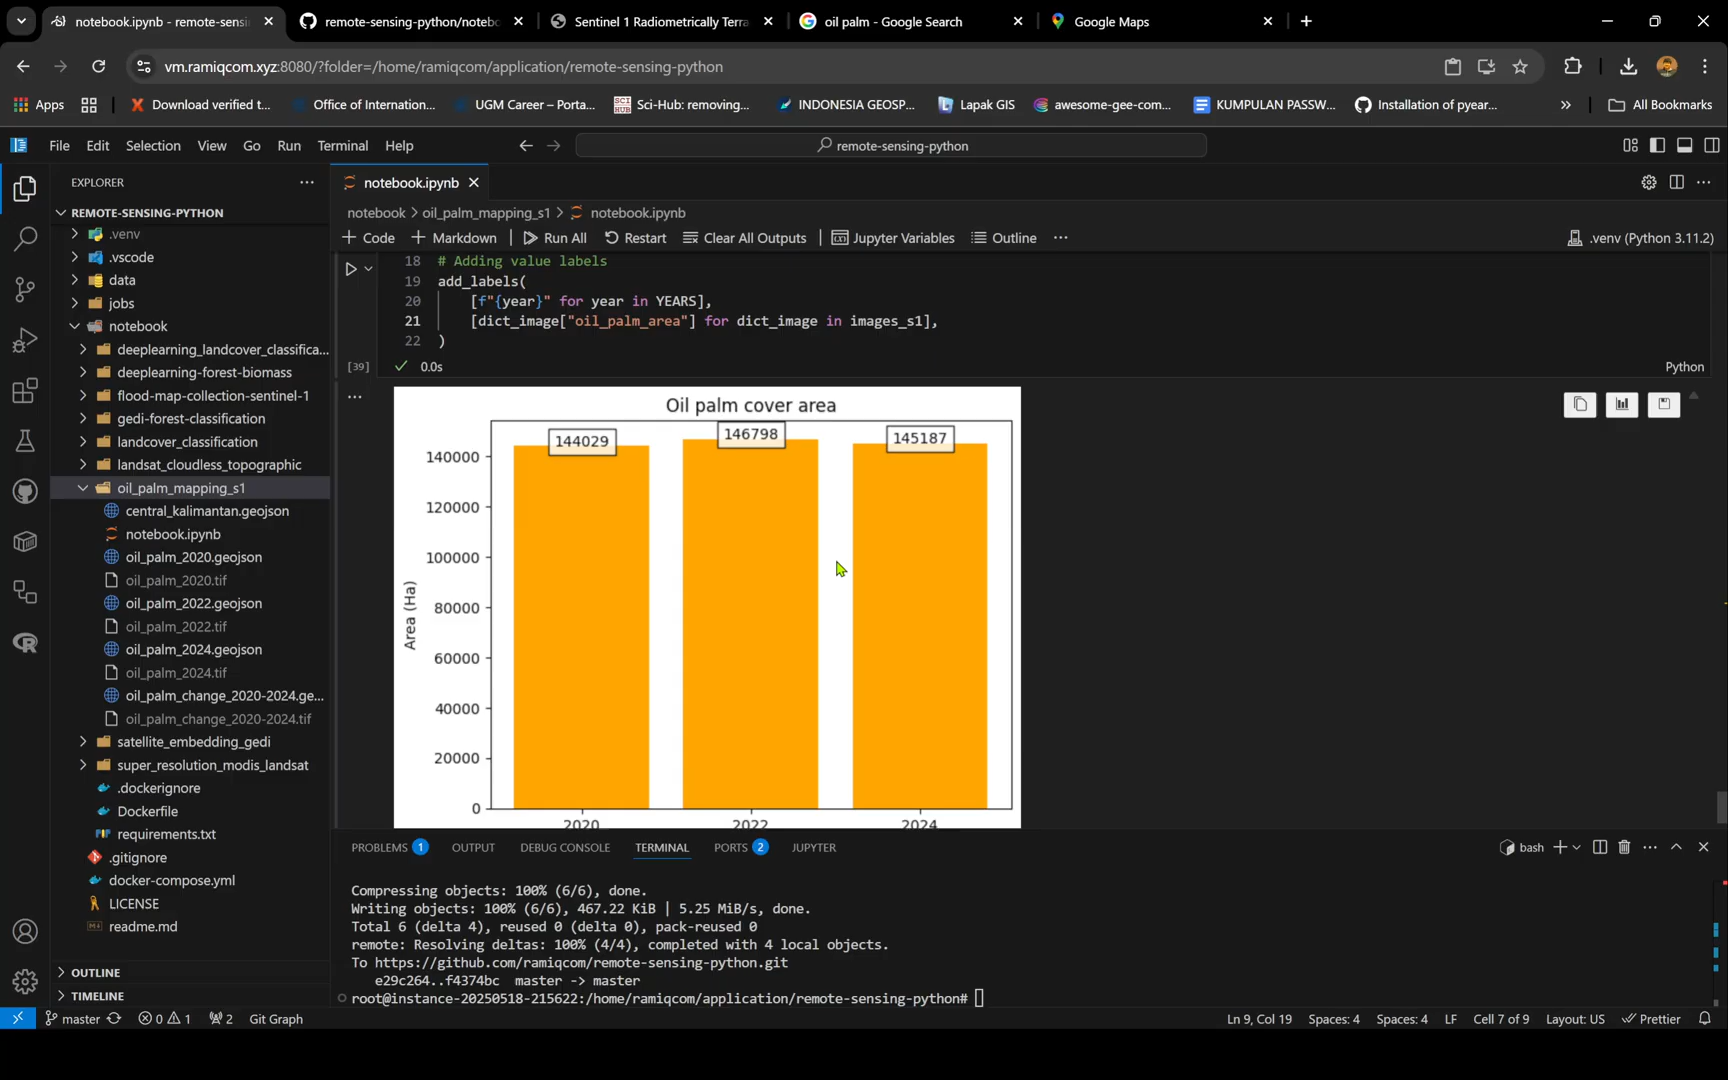 notebook.ipynb - remote-sensi
remote-sensing-python/noteb
Sentinel 1 Radiometrically Terra
oil palm - Google Search
Google Maps
vm.ramiqcom.xyz:8080/?folder=/home/ramiqcom/application/remote-sensing-python
Apps
Download verified t...
Office of Internation...
UGM Career – Porta...
SCI HUB
Sci-Hub: removing...
INDONESIA GEOSP...
Lapak GIS
awesome-gee-com...
KUMPULAN PASSW...
Installation of pyear...
All Bookmarks
File Edit Selection View Go Run Terminal Help
remote-sensing-python
EXPLORER
notebook.ipynb
REMOTE-SENSING-PYTHON
.venv
.vscode
data
jobs
notebook
deeplearning_landcover_classifica...
deeplearning-forest-biomass
flood-map-collection-sentinel-1
gedi-forest-classification
landcover_classification
landsat_cloudless_topographic
oil_palm_mapping_s1
central_kalimantan.geojson
notebook.ipynb
oil_palm_2020.geojson
oil_palm_2020.tif
oil_palm_2022.geojson
oil_palm_2022.tif
oil_palm_2024.geojson
oil_palm_2024.tif
oil_palm_change_2020-2024.ge...
oil_palm_change_2020-2024.tif
satellite_embedding_gedi
super_resolution_modis_landsat
.dockerignore
Dockerfile
requirements.txt
.gitignore
docker-compose.yml
LICENSE
readme.md
OUTLINE
TIMELINE
notebook > oil_palm_mapping_s1 > notebook.ipynb
+ Code + Markdown | Run All Restart Clear All Outputs | Jupyter Variables Outline ...
.venv (Python 3.11.2)
18 # Adding value labels
19 add_labels(
20 [f"{year}" for year in YEARS],
21 [dict_image["oil_palm_area"] for dict_image in images_s1],
22 )
[39] 0.0s
Python
Oil palm cover area
144029
146798
145187
140000
120000
100000
80000
60000
40000
20000
0
Area (Ha)
2020 2022 2024
PROBLEMS 1 OUTPUT DEBUG CONSOLE TERMINAL PORTS 2 JUPYTER
bash
Compressing objects: 100% (6/6), done.
Writing objects: 100% (6/6), 467.22 KiB | 5.25 MiB/s, done.
Total 6 (delta 4), reused 0 (delta 0), pack-reused 0
remote: Resolving deltas: 100% (4/4), completed with 4 local objects.
To https://github.com/ramiqcom/remote-sensing-python.git
e29c264..f4374bc master -> master
root@instance-20250518-215622:/home/ramiqcom/application/remote-sensing-python#
master
0 1
2
Git Graph
Ln 9, Col 19
Spaces: 4
Spaces: 4
LF
Cell 7 of 9
Layout: US
Prettier